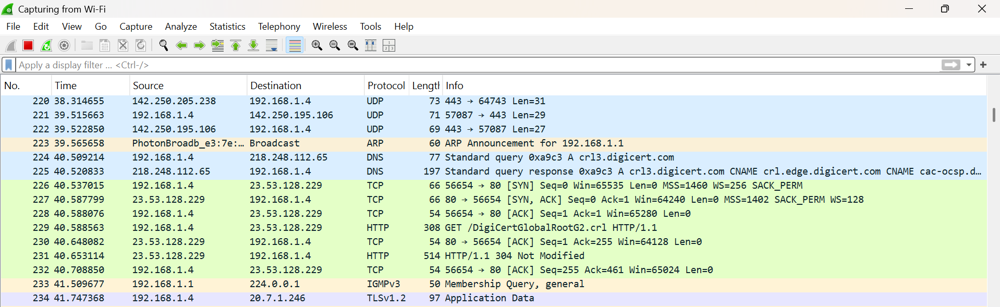 Capturing from Wi-Fi
File Edit View Go Capture Analyze Statistics Telephony Wireless Tools Help
Apply a display filter ... <Ctrl-/>
No. Time Source Destination Protocol Length Info
220 38.314655 142.250.205.238 192.168.1.4 UDP 73 443 → 64743 Len=31
221 39.515663 192.168.1.4 142.250.195.106 UDP 71 57087 → 443 Len=29
222 39.522850 142.250.195.106 192.168.1.4 UDP 69 443 → 57087 Len=27
223 39.565658 PhotonBroadb_e3:7e:… Broadcast ARP 60 ARP Announcement for 192.168.1.1
224 40.509214 192.168.1.4 218.248.112.65 DNS 77 Standard query 0xa9c3 A crl3.digicert.com
225 40.520833 218.248.112.65 192.168.1.4 DNS 197 Standard query response 0xa9c3 A crl3.digicert.com CNAME crl.edge.digicert.com CNAME cac-ocsp.d…
226 40.537015 192.168.1.4 23.53.128.229 TCP 66 56654 → 80 [SYN] Seq=0 Win=65535 Len=0 MSS=1460 WS=256 SACK_PERM
227 40.587799 23.53.128.229 192.168.1.4 TCP 66 80 → 56654 [SYN, ACK] Seq=0 Ack=1 Win=64240 Len=0 MSS=1402 SACK_PERM WS=128
228 40.588076 192.168.1.4 23.53.128.229 TCP 54 56654 → 80 [ACK] Seq=1 Ack=1 Win=65280 Len=0
229 40.588563 192.168.1.4 23.53.128.229 HTTP 308 GET /DigiCertGlobalRootG2.crl HTTP/1.1
230 40.648082 23.53.128.229 192.168.1.4 TCP 54 80 → 56654 [ACK] Seq=1 Ack=255 Win=64128 Len=0
231 40.653114 23.53.128.229 192.168.1.4 HTTP 514 HTTP/1.1 304 Not Modified
232 40.708850 192.168.1.4 23.53.128.229 TCP 54 56654 → 80 [ACK] Seq=255 Ack=461 Win=65024 Len=0
233 41.509677 192.168.1.1 224.0.0.1 IGMPv3 50 Membership Query, general
234 41.747368 192.168.1.4 20.7.1.246 TLSv1.2 97 Application Data